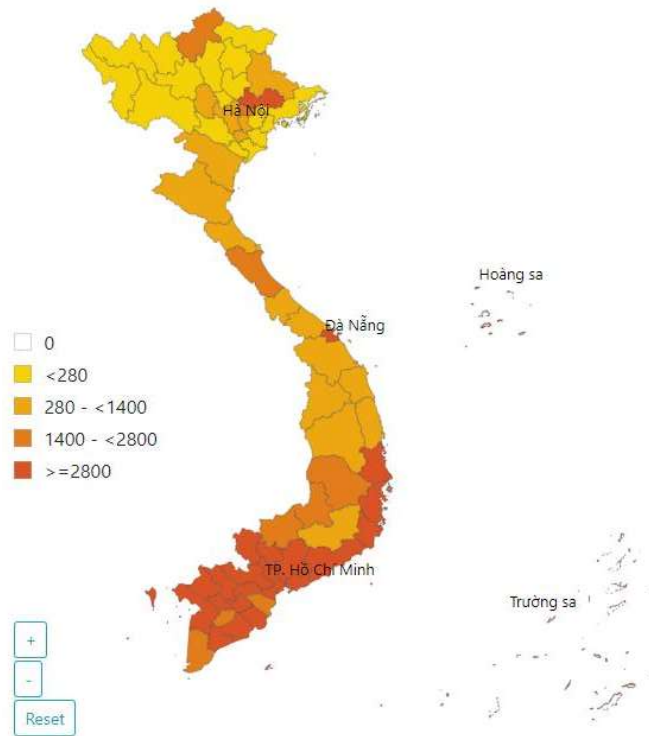 Hà Nội
Hoàng sa
Đà Nẵng
0
<280
280 - <1400
1400 - <2800
>=2800
TP. Hồ Chí Minh
Trường sa
+
-
Reset